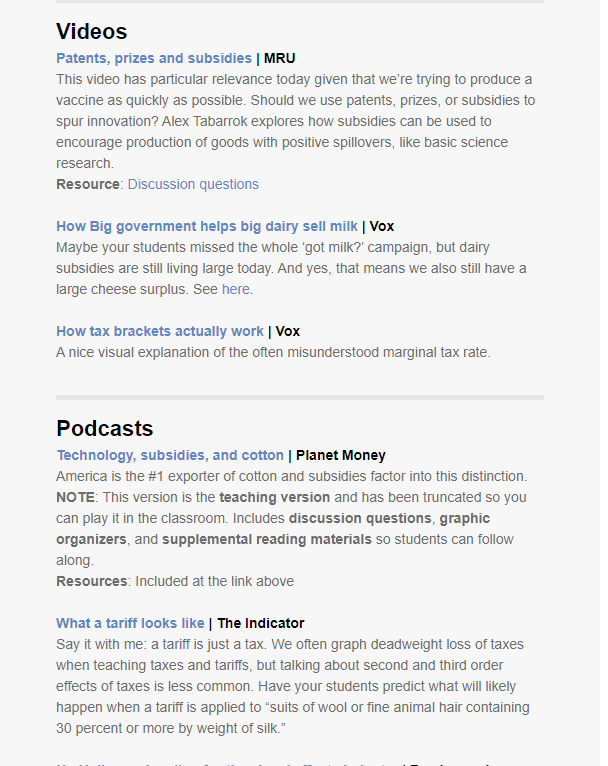 Videos
Patents, prizes and subsidies | MRU
This video has particular relevance today given that we’re trying to produce a
vaccine as quickly as possible. Should we use patents, prizes, or subsidies to
spur innovation? Alex Tabarrok explores how subsidies can be used to
encourage production of goods with positive spillovers, like basic science
research.
Resource: Discussion questions
How Big government helps big dairy sell milk | Vox
Maybe your students missed the whole ‘got milk?’ campaign, but dairy
subsidies are still living large today. And yes, that means we also still have a
large cheese surplus. See here.
How tax brackets actually work | Vox
A nice visual explanation of the often misunderstood marginal tax rate.
Podcasts
Technology, subsidies, and cotton | Planet Money
America is the #1 exporter of cotton and subsidies factor into this distinction.
NOTE: This version is the teaching version and has been truncated so you
can play it in the classroom. Includes discussion questions, graphic
organizers, and supplemental reading materials so students can follow
along.
Resources: Included at the link above
What a tariff looks like | The Indicator
Say it with me: a tariff is just a tax. We often graph deadweight loss of taxes
when teaching taxes and tariffs, but talking about second and third order
effects of taxes is less common. Have your students predict what will likely
happen when a tariff is applied to “suits of wool or fine animal hair containing
30 percent or more by weight of silk.”